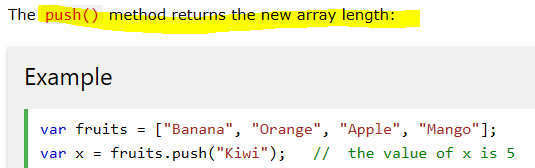 The push() method returns the new array length:
Example
var fruits = ["Banana", "Orange", "Apple", "Mango"];
var x = fruits.push("Kiwi");   //  the value of x is 5